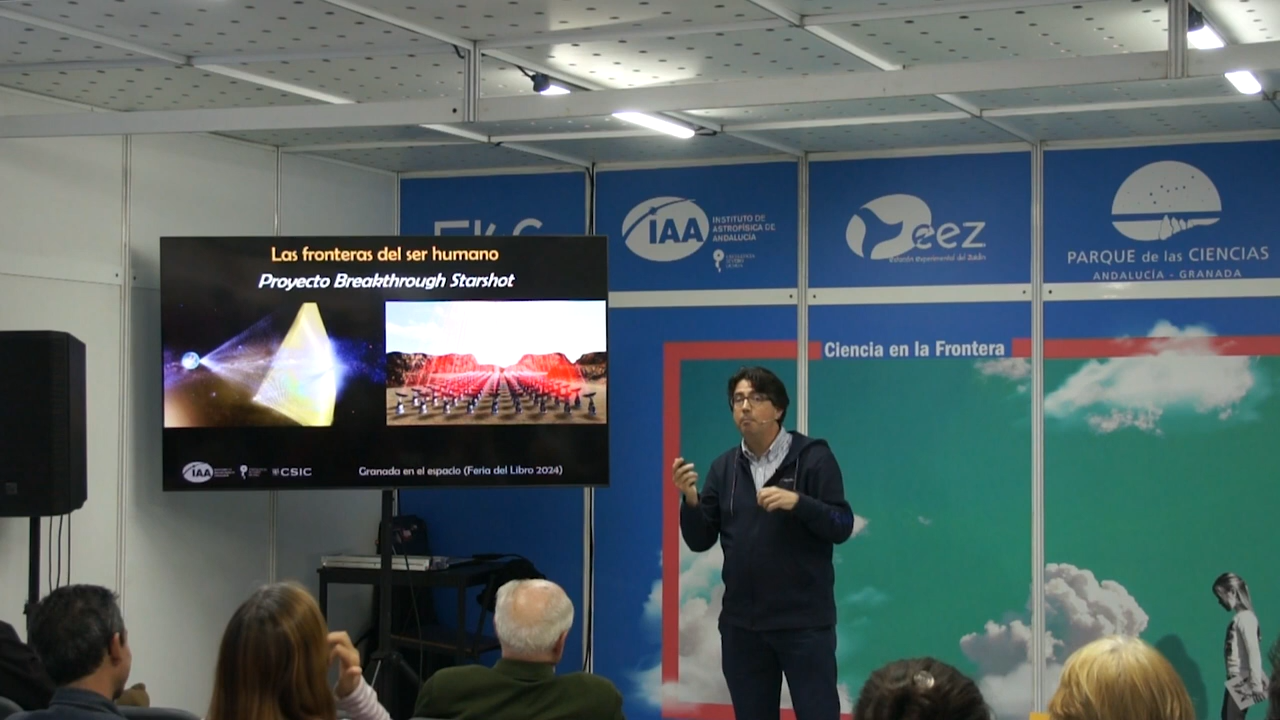 Las fronteras del ser humano
Proyecto Breakthrough Starshot
IAA
CSIC
Granada en el espacio (Feria del Libro 2024)
IAA
INSTITUTO DE
ASTROFÍSICA DE
ANDALUCÍA
eez
Estación Experimental del Zaidín
PARQUE de las CIENCIAS
ANDALUCÍA - GRANADA
Ciencia en la Frontera